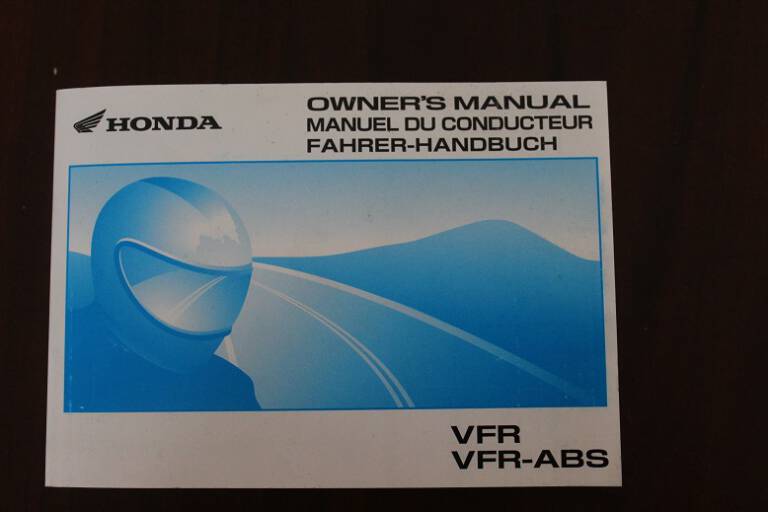 HONDA
OWNER'S MANUAL
MANUEL DU CONDUCTEUR
FAHRER-HANDBUCH
VFR
VFR-ABS